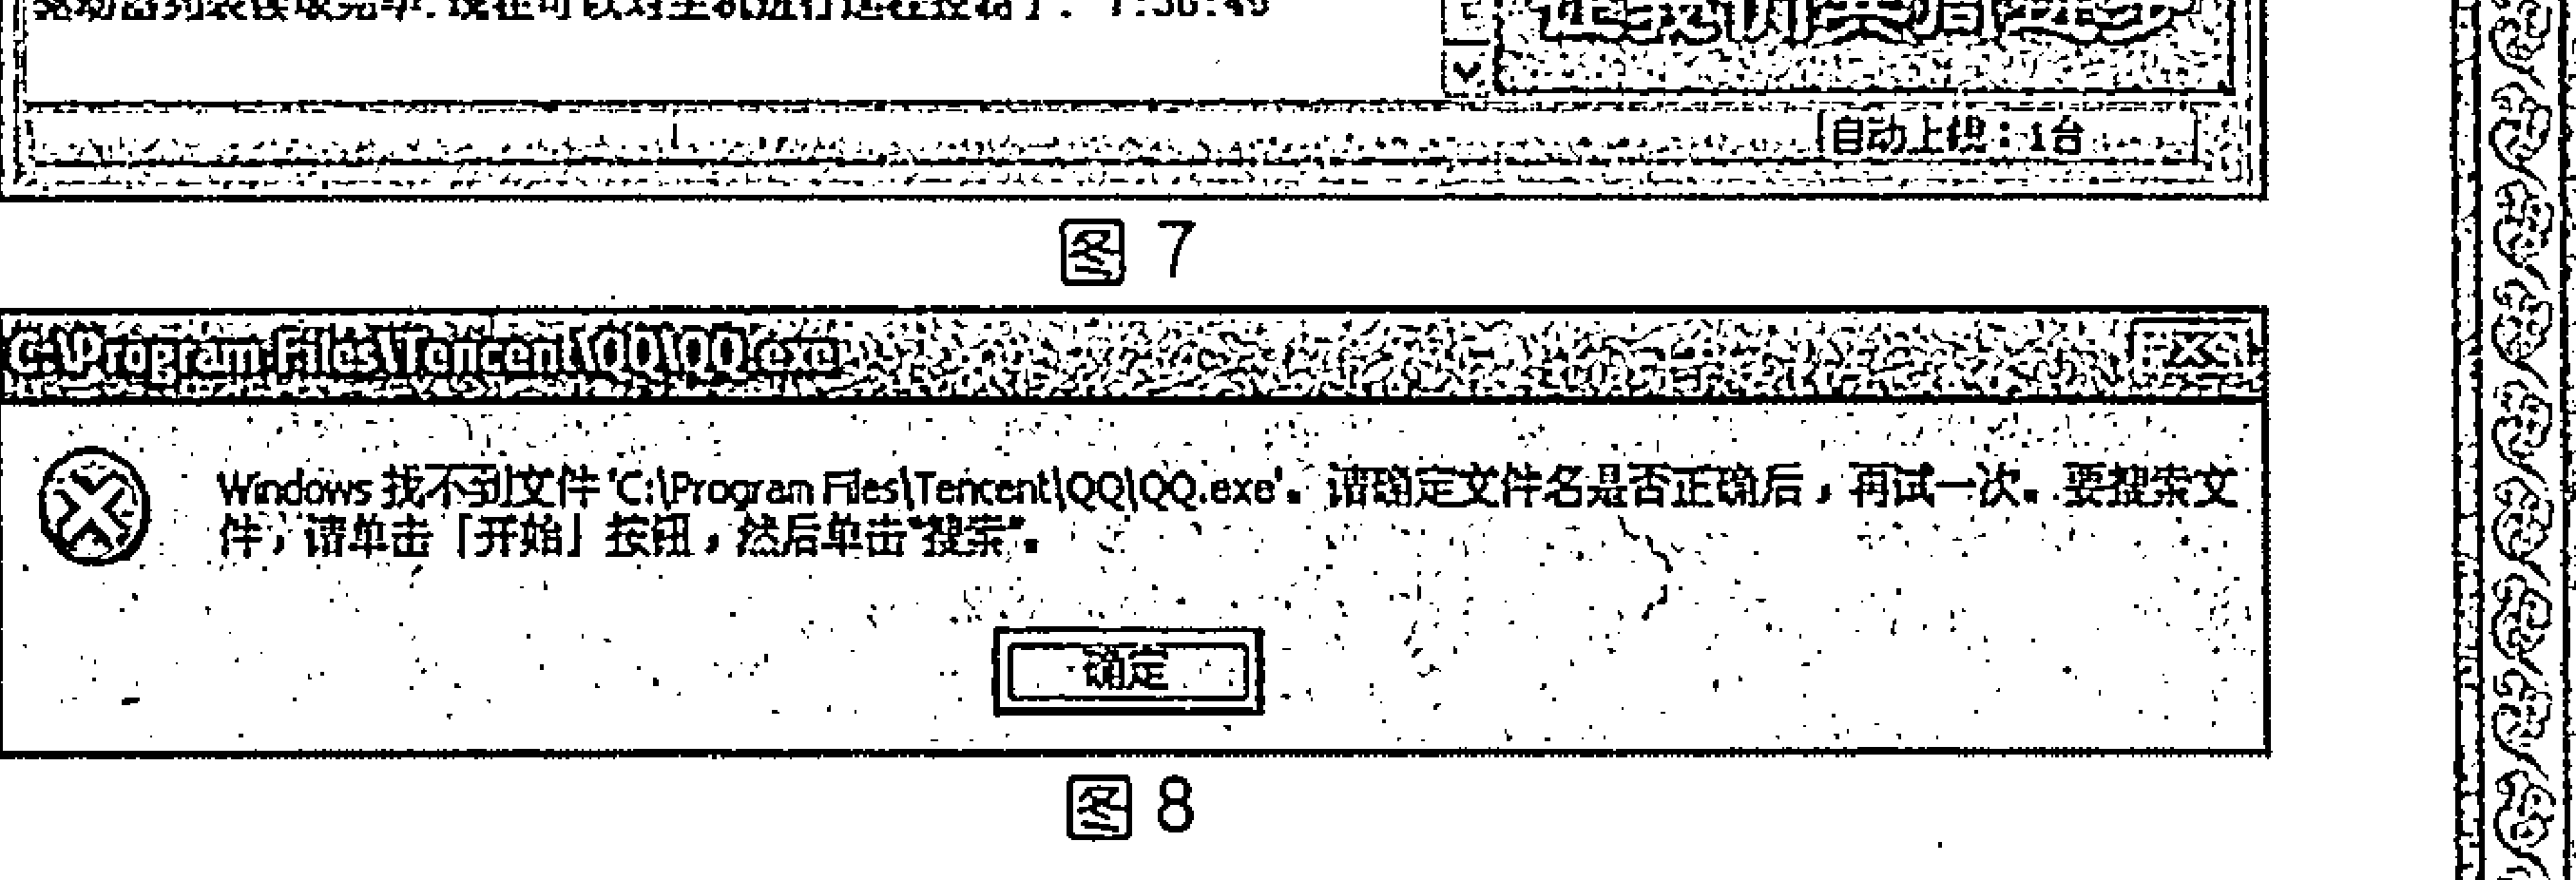 自动上线：1台
图 7
C:\Program Files\Tencent\QQ\QQ.exe
Windows 找不到文件 'C:\Program Files\Tencent\QQ\QQ.exe'。请确定文件名是否正确后，再试一次。要搜索文
件，请单击「开始」按钮，然后单击“搜索”。
确定
图 8